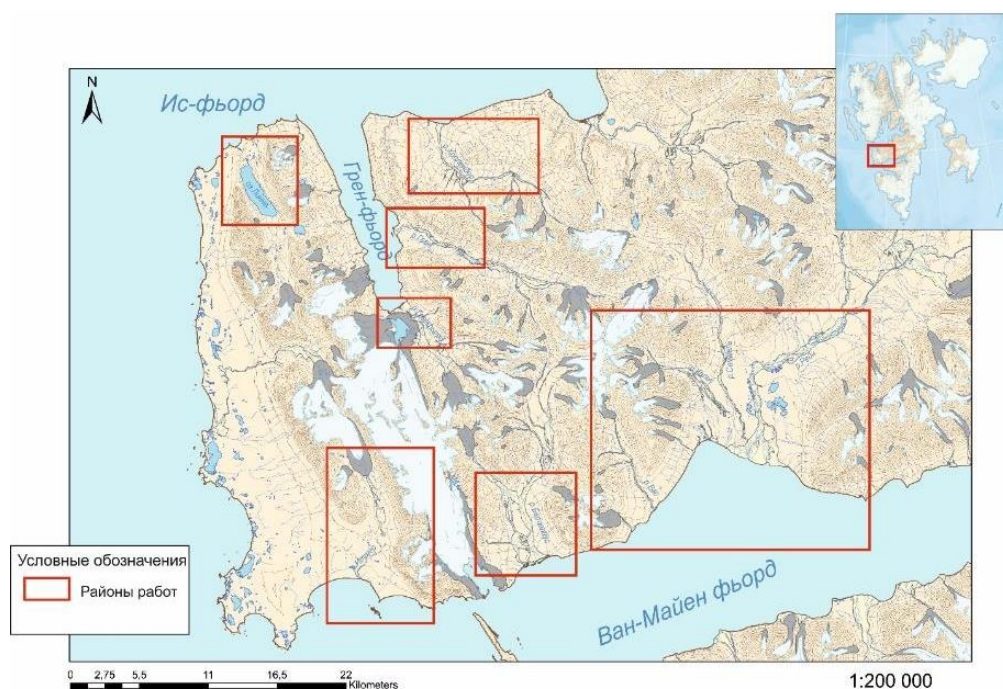 N
Ис-фьорд
Грен-фьорд
Ван-Майен фьорд
Условные обозначения
Районы работ
0 2,75 5,5 11 16,5 22
Kilometers
1:200 000